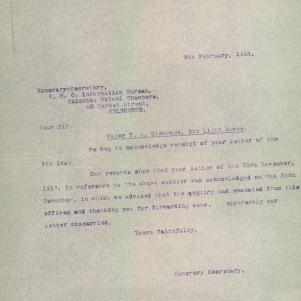 9th February, 1918.
Honorary Secretary,
A. R. C. Information Bureau,
Colonial Mutual Chambers,
60 Market Street,
MELBOURNE.
Dear Sir,
Major T. H. 8th Light Horse.
We beg to acknowledge receipt of your letter of the
5th inst.
Our records show that your letter of the 23rd November,
1917, in reference to the above soldier was acknowledged on the
November, in which we advised that the enquiry had emanated from this
office and thanking you for forwarding same. Apparently our
letter miscarried.
Yours faithfully,
Honorary Secretary.